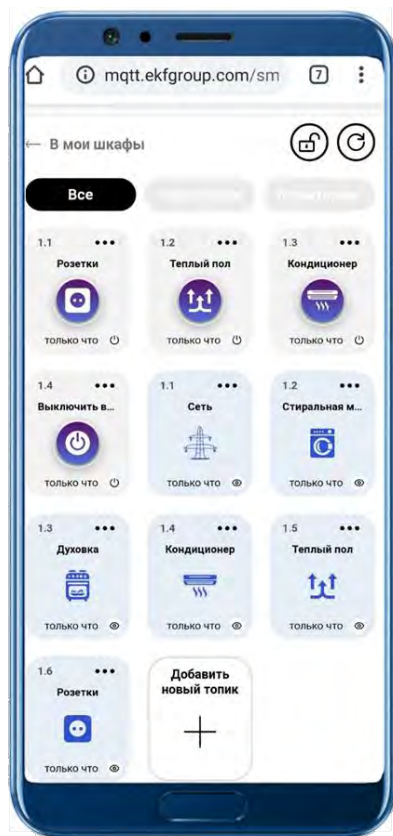 mqtt.ekfgroup.com/sm
7
← В мои шкафы
Все
1.1
Розетки
только что
1.2
Теплый пол
только что
1.3
Кондиционер
только что
1.4
Выключить в...
только что
1.1
Сеть
только что
1.2
Стиральная м...
только что
1.3
Духовка
только что
1.4
Кондиционер
только что
1.5
Теплый пол
только что
1.6
Розетки
только что
Добавить
новый топик